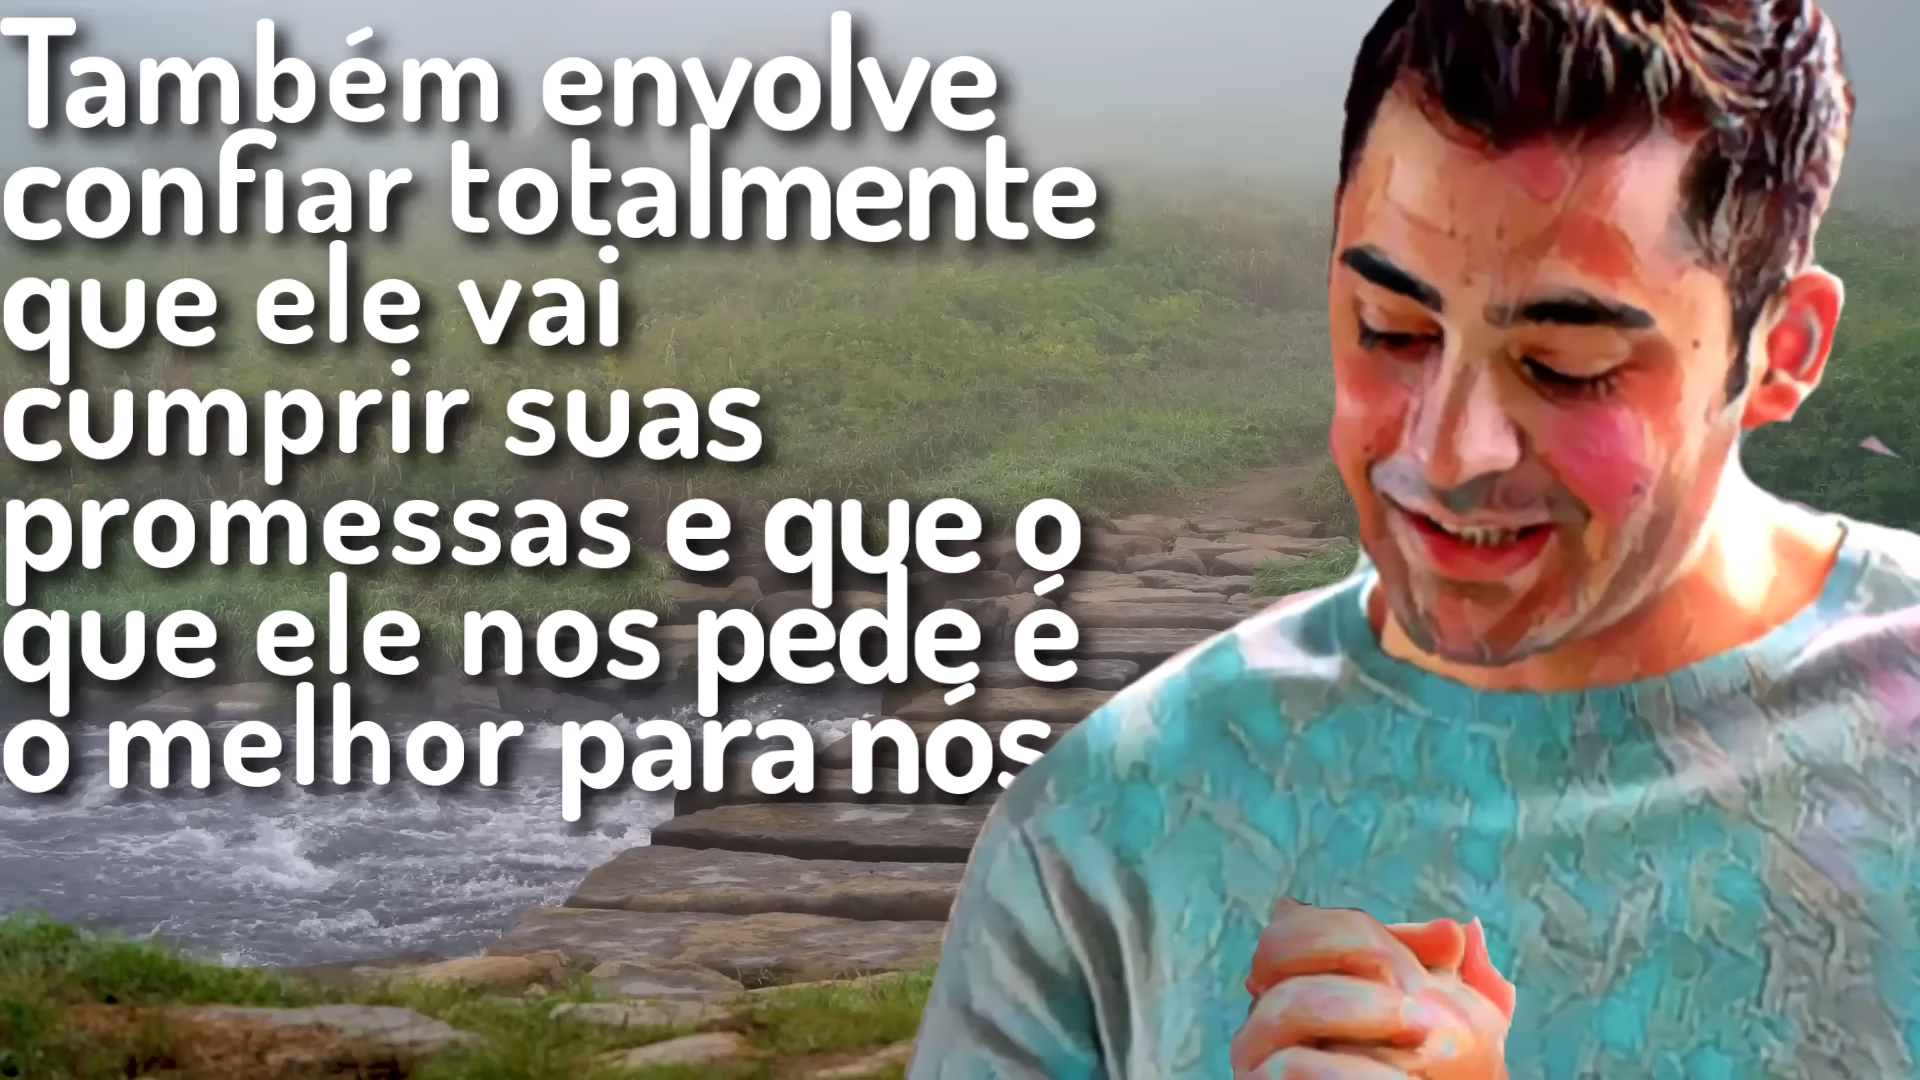 Também envolve
confiar totalmente
que ele vai
cumprir suas
promessas e que o
que ele nos pede é
o melhor para nós